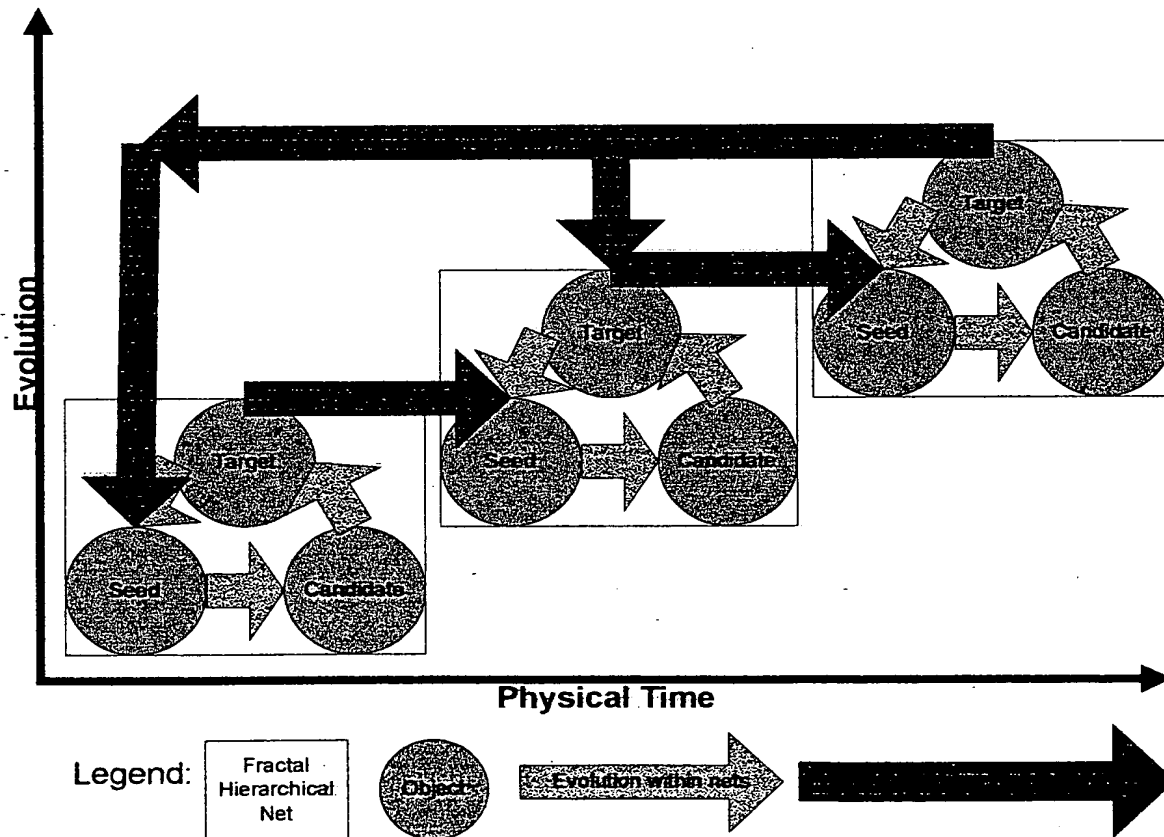 Evolution
Target
Seed
Candidate
Target
Seed
Candidate
Target
Seed
Candidate
Physical Time
Legend:
Fractal
Hierarchical
Net
Object
Evolution within nets